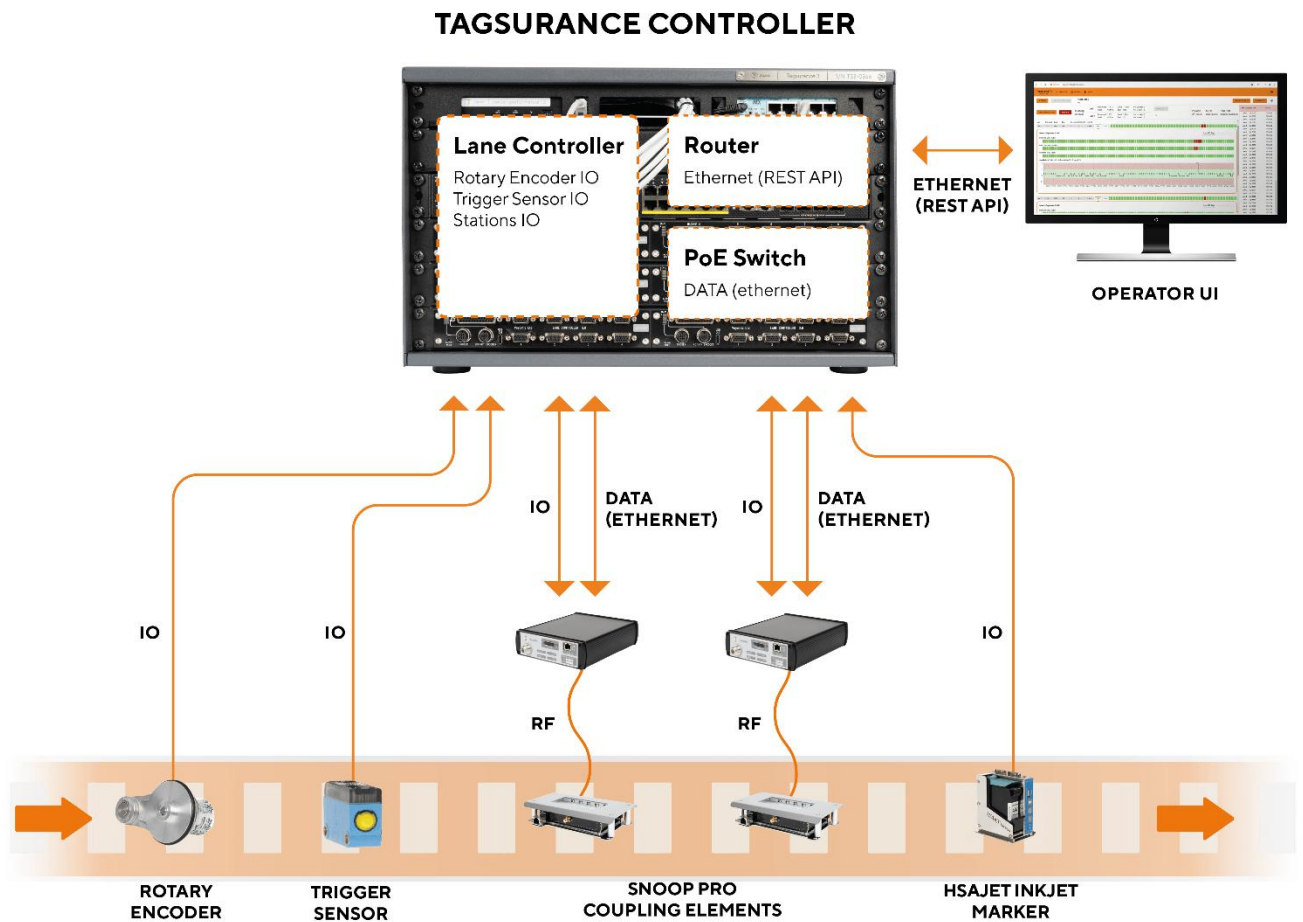 TAGSURANCE CONTROLLER
Lane Controller
Rotary Encoder IO
Trigger Sensor IO
Stations IO
Router
Ethernet (REST API)
PoE Switch
DATA (ethernet)
ETHERNET
(REST API)
OPERATOR UI
IO
DATA
(ETHERNET)
IO
DATA
(ETHERNET)
IO
IO
IO
RF
RF
ROTARY
ENCODER
TRIGGER
SENSOR
SNOOP PRO
COUPLING ELEMENTS
HSAJET INKJET
MARKER